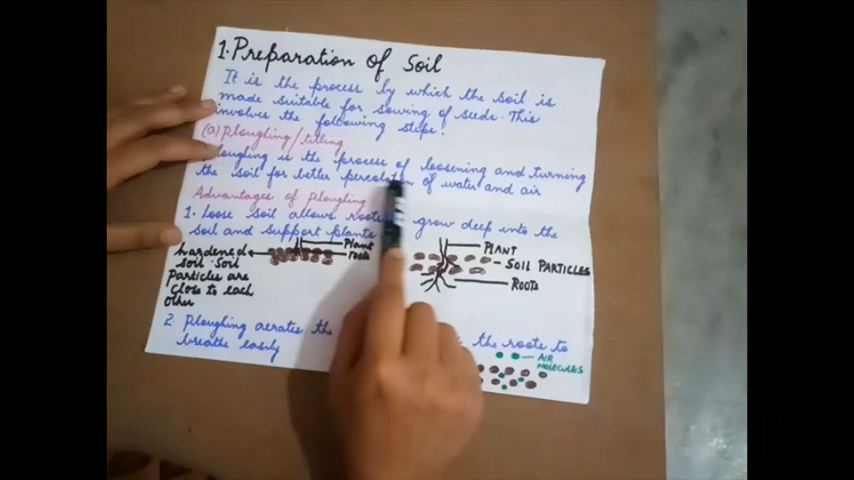 1. Preparation of Soil
It is the process by which the soil is
made suitable for sowing of seeds. This
involves the following steps:
(a) Ploughing/tilling
loughing is the process of loosening and turning
the soil for better percolation of water and air
Advantages of Ploughing
1. Loose soil allows roots grow deep into the
soil and support plants
Plant
roots
hardened
soil. Soil
particles are
close to each
other
PLANT
SOIL PARTICLES
ROOTS
2. Ploughing aerates the the roots to
breathe easily
AIR
MOLECULES